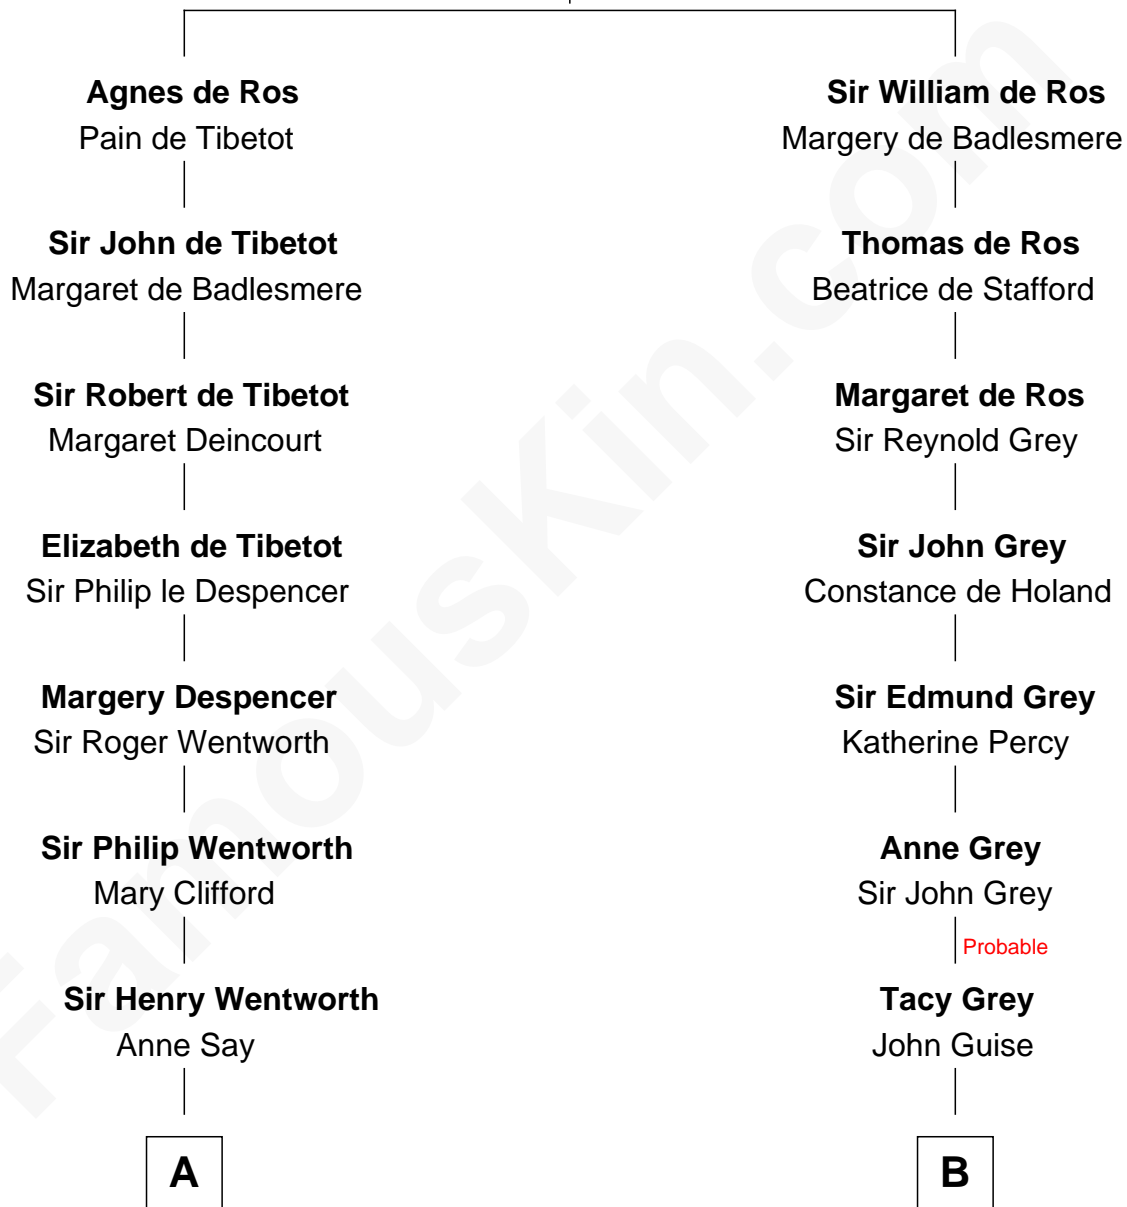 Agnes de Ros
Pain de Tibetot
Sir John de Tibetot
Margaret de Badlesmere
Sir Robert de Tibetot
Margaret Deincourt
Elizabeth de Tibetot
Sir Philip le Despencer
Margery Despencer
Sir Roger Wentworth
Sir Philip Wentworth
Mary Clifford
Sir Henry Wentworth
Anne Say
A
Sir William de Ros
Margery de Badlesmere
Thomas de Ros
Beatrice de Stafford
Margaret de Ros
Sir Reynold Grey
Sir John Grey
Constance de Holand
Sir Edmund Grey
Katherine Percy
Anne Grey
Sir John Grey
Probable
Tacy Grey
John Guise
B
FamousKin.com